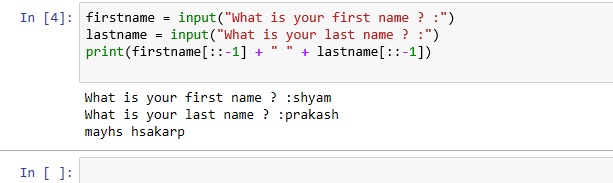 In [4]: firstname = input("What is your first name ? :")
lastname = input("What is your last name ? :")
print(firstname[::-1] + " " + lastname[::-1])
What is your first name ? :shyam
What is your last name ? :prakash
mayhs hsakarp
In [ ]: